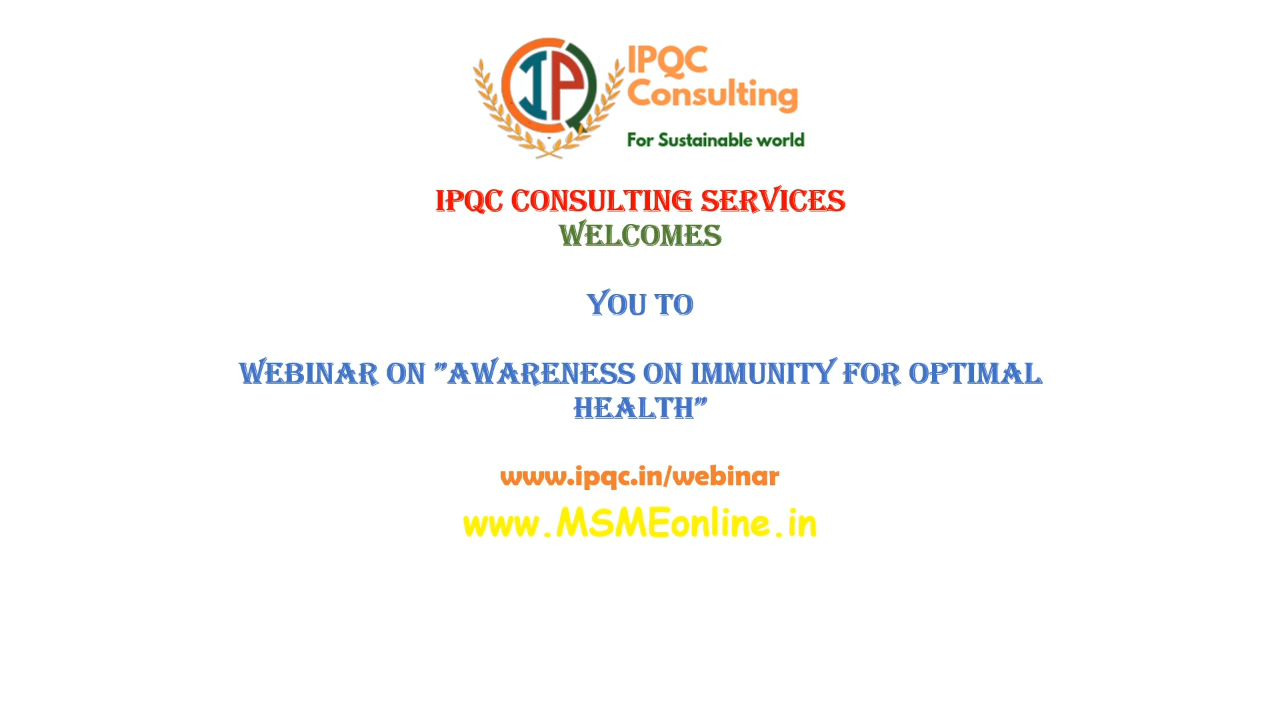 IP
IPQC
Consulting
For Sustainable world
IPQC CONSULTING SERVICES
WELCOMES
YOU TO
WEBINAR ON "AWARENESS ON IMMUNITY FOR OPTIMAL
HEALTH"
www.ipqc.in/webinar
www.MSMEonline.in